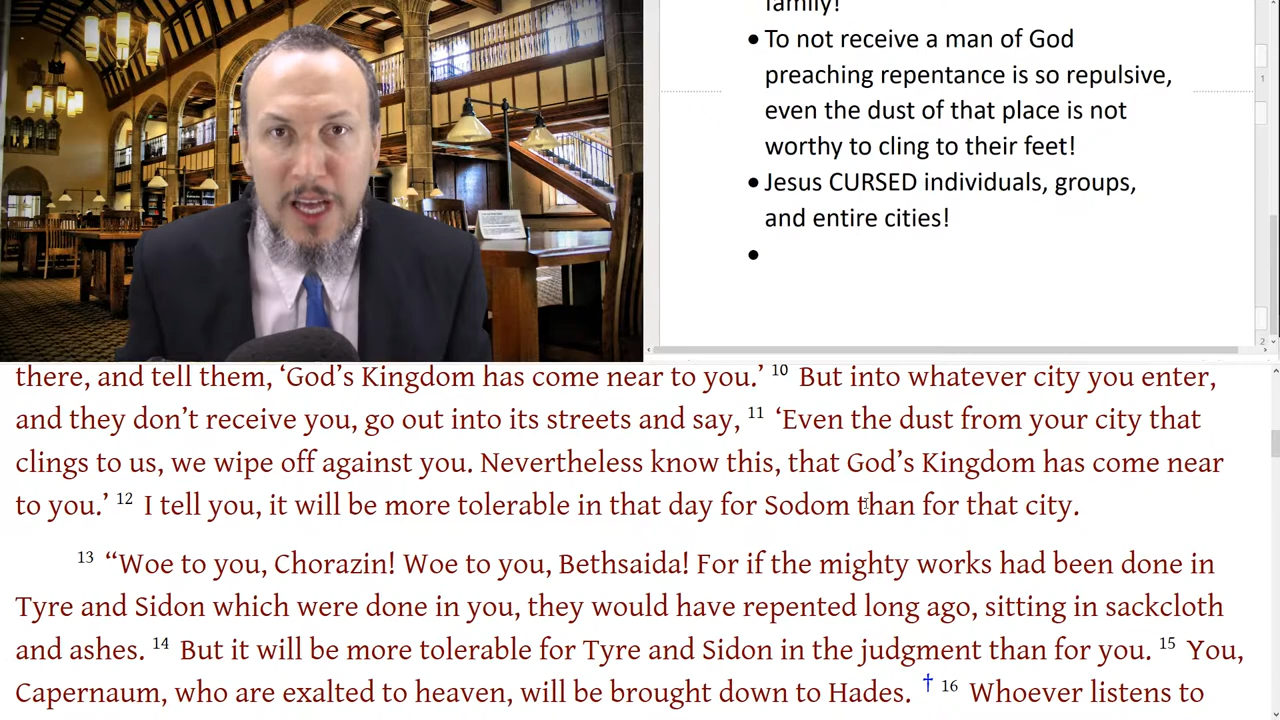 family!
• To not receive a man of God
preaching repentance is so repulsive,
even the dust of that place is not
worthy to cling to their feet!
• Jesus CURSED individuals, groups,
and entire cities!
•
1
2
there, and tell them, ‘God’s Kingdom has come near to you.’ 10 But into whatever city you enter,
and they don’t receive you, go out into its streets and say, 11 ‘Even the dust from your city that
clings to us, we wipe off against you. Nevertheless know this, that God’s Kingdom has come near
to you.’ 12 I tell you, it will be more tolerable in that day for Sodom than for that city.
13 “Woe to you, Chorazin! Woe to you, Bethsaida! For if the mighty works had been done in
Tyre and Sidon which were done in you, they would have repented long ago, sitting in sackcloth
and ashes. 14 But it will be more tolerable for Tyre and Sidon in the judgment than for you. 15 You,
Capernaum, who are exalted to heaven, will be brought down to Hades. † 16 Whoever listens to